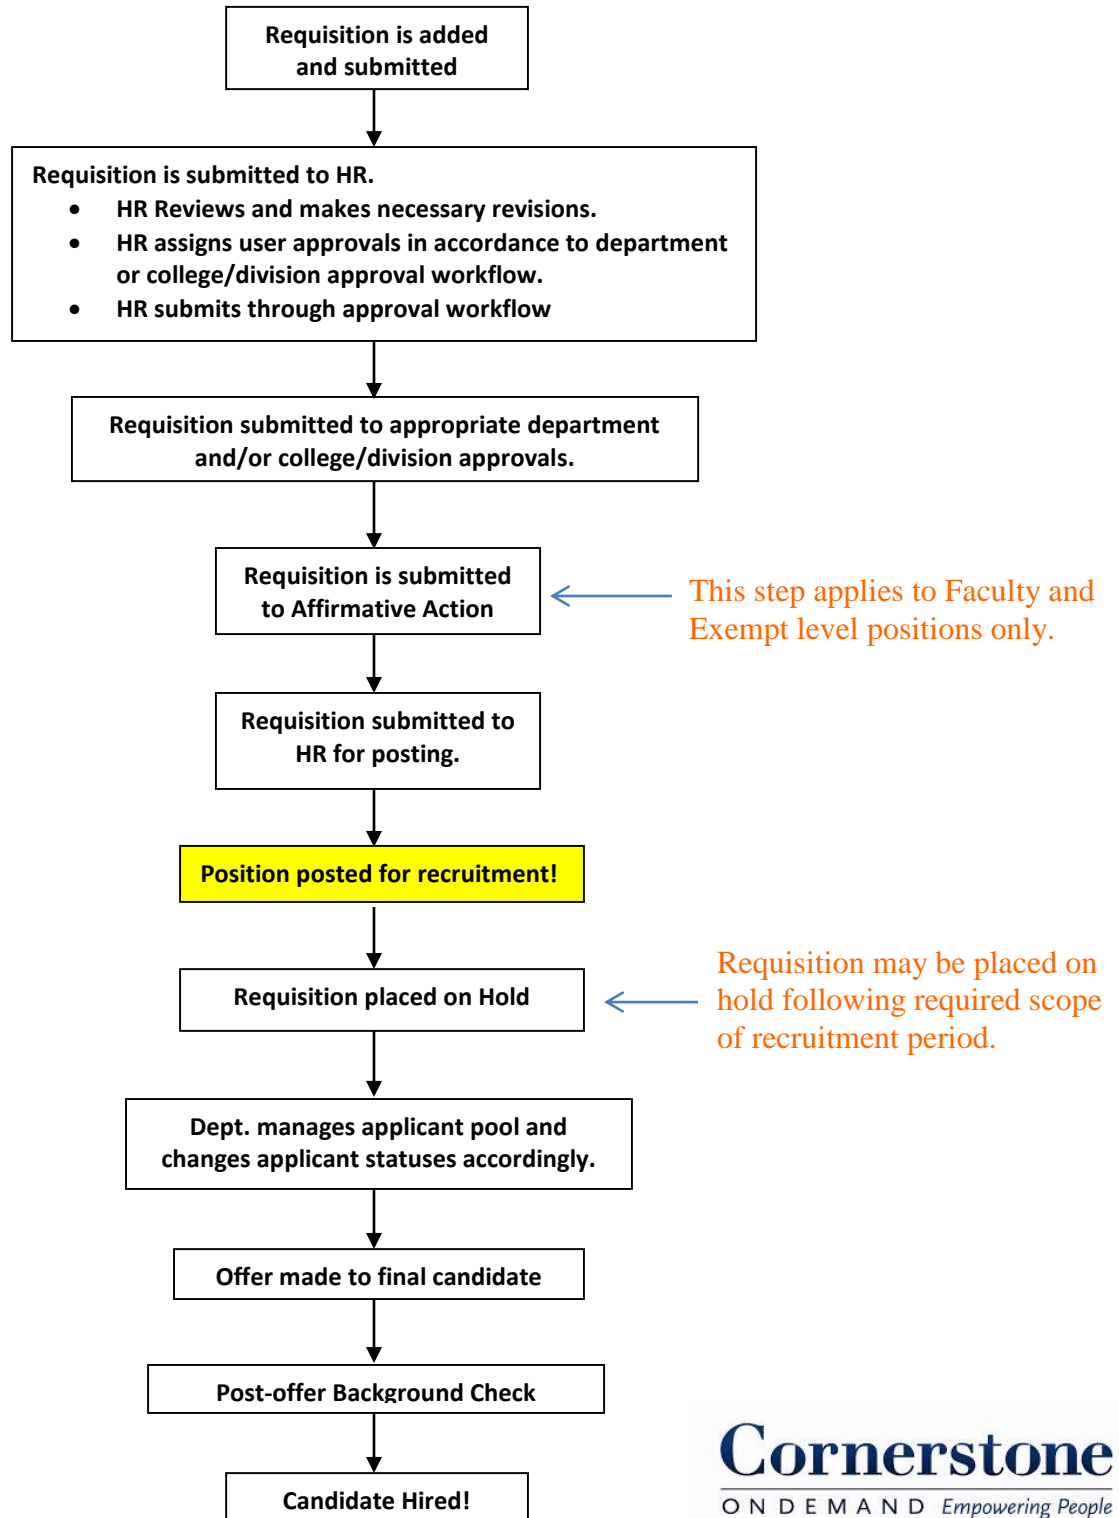 Requisition is added
and submitted
Requisition is submitted to HR.
• HR Reviews and makes necessary revisions.
• HR assigns user approvals in accordance to department
or college/division approval workflow.
• HR submits through approval workflow
Requisition submitted to appropriate department
and/or college/division approvals.
Requisition is submitted
to Affirmative Action
This step applies to Faculty and
Exempt level positions only.
Requisition submitted to
HR for posting.
Position posted for recruitment!
Requisition placed on Hold
Requisition may be placed on
hold following required scope
of recruitment period.
Dept. manages applicant pool and
changes applicant statuses accordingly.
Offer made to final candidate
Post-offer Background Check
Candidate Hired!
Cornerstone
ONDEMAND Empowering People